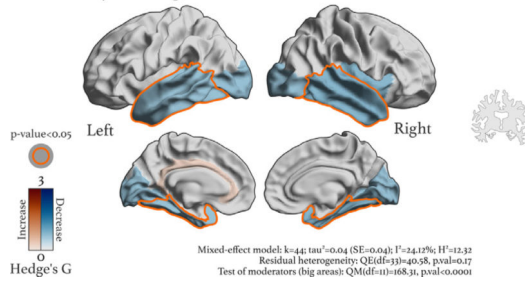 Left
Right
p-value<0.05
3
Increase
Decrease
0
Hedge's G
Mixed-effect model: k=44; tau²=0.04 (SE=0.04); I²=24.12%; H²=12.32
Residual heterogeneity: QE(df=33)=40.58, p.val=0.17
Test of moderators (big areas): QM(df=11)=168.31, p.val<0.0001